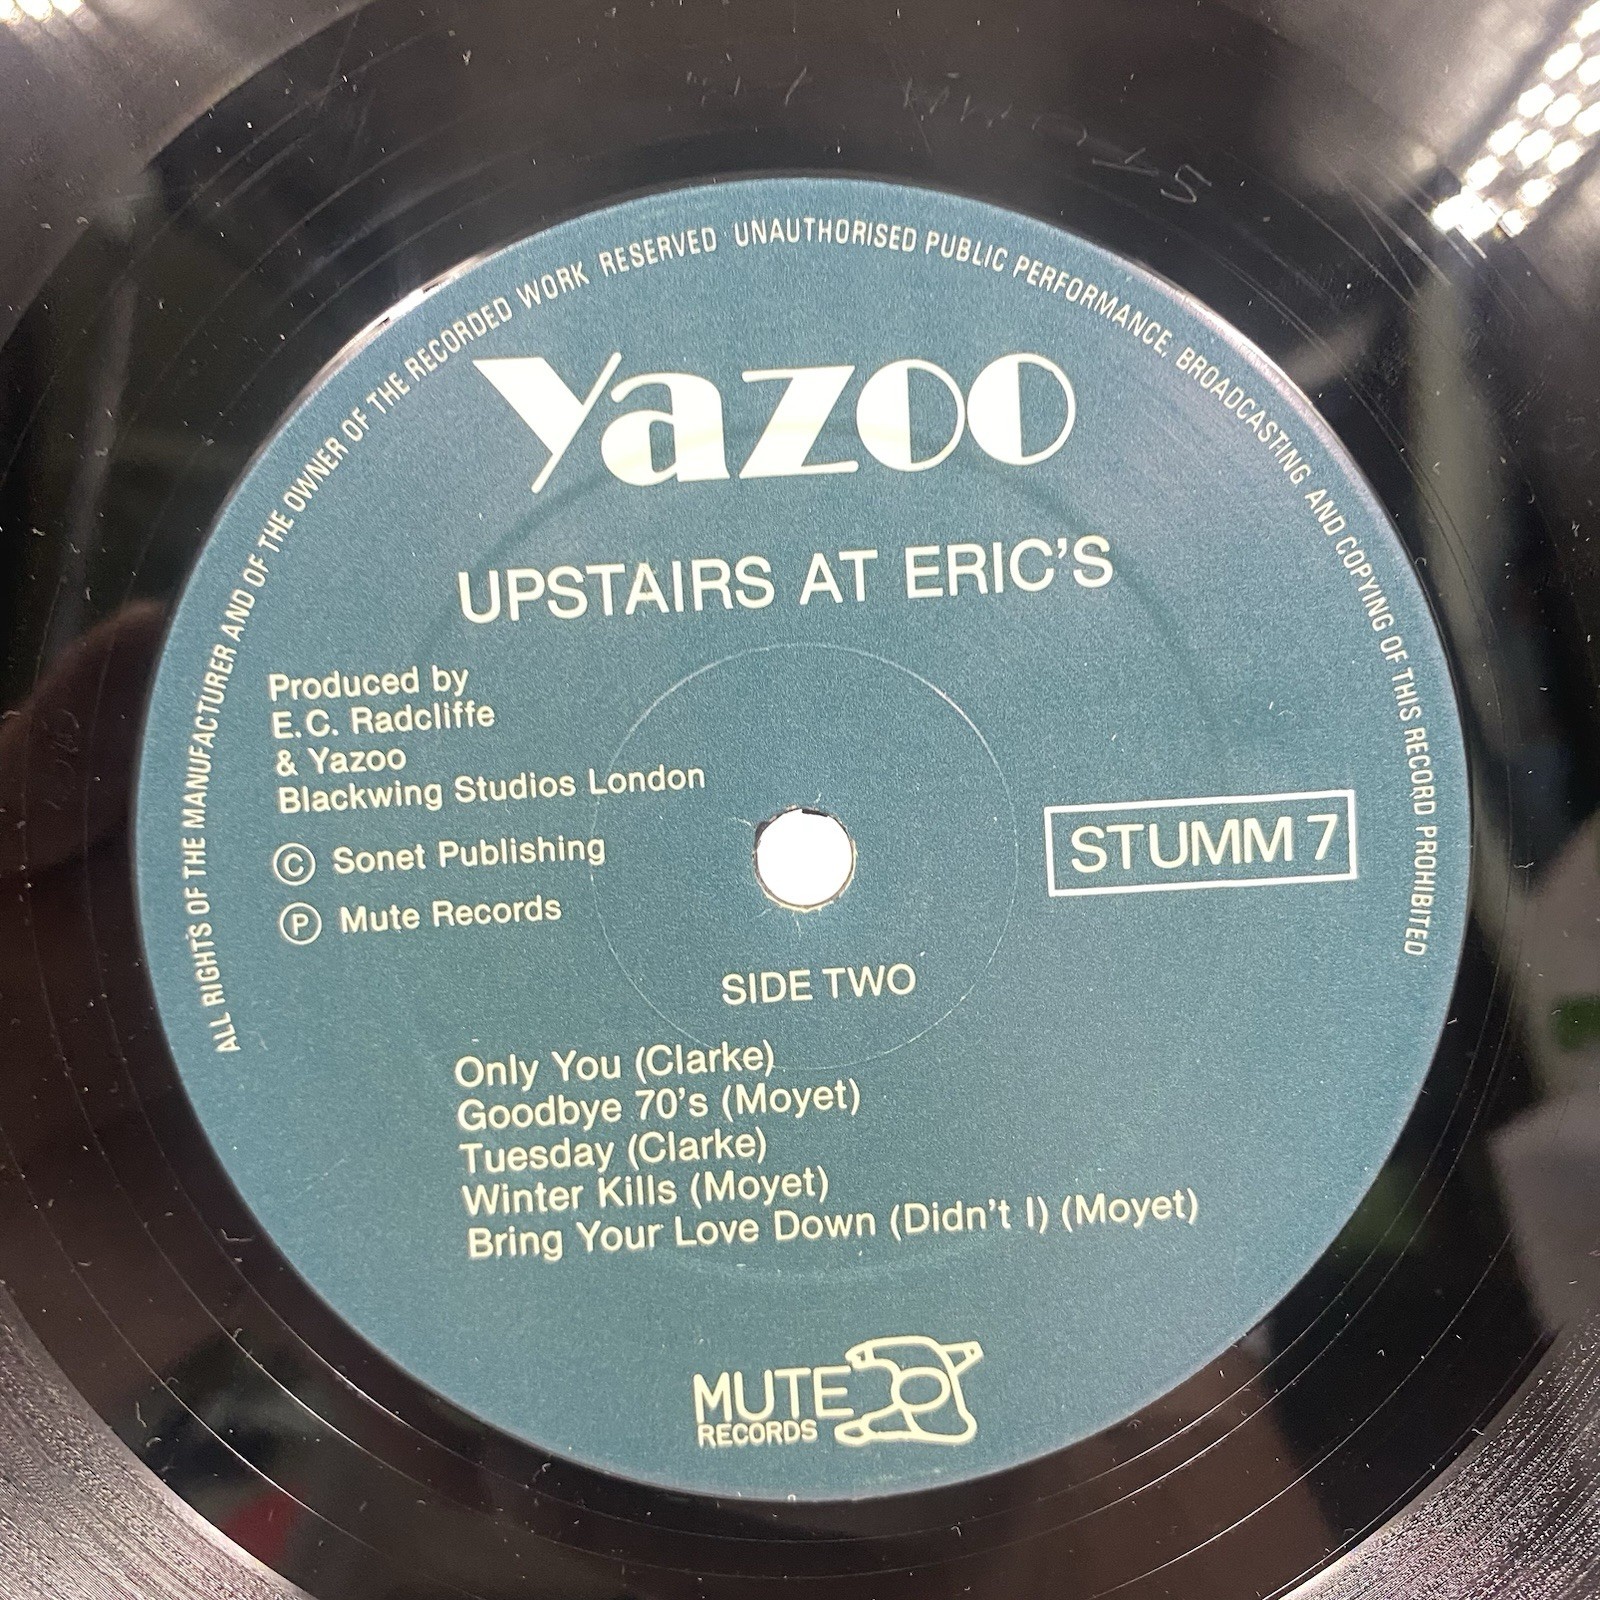 ALL RIGHTS OF THE MANUFACTURER AND OF THE OWNER OF THE RECORDED WORK RESERVED UNAUTHORISED PUBLIC PERFORMANCE, BROADCASTING AND COPYING OF THIS RECORD PROHIBITED
Yazoo
UPSTAIRS AT ERIC'S
Produced by
E.C. Radcliffe
& Yazoo
Blackwing Studios London
Ⓒ Sonet Publishing
Ⓟ Mute Records
STUMM 7
SIDE TWO
Only You (Clarke)
Goodbye 70's (Moyet)
Tuesday (Clarke)
Winter Kills (Moyet)
Bring Your Love Down (Didn't I) (Moyet)
MUTE
RECORDS